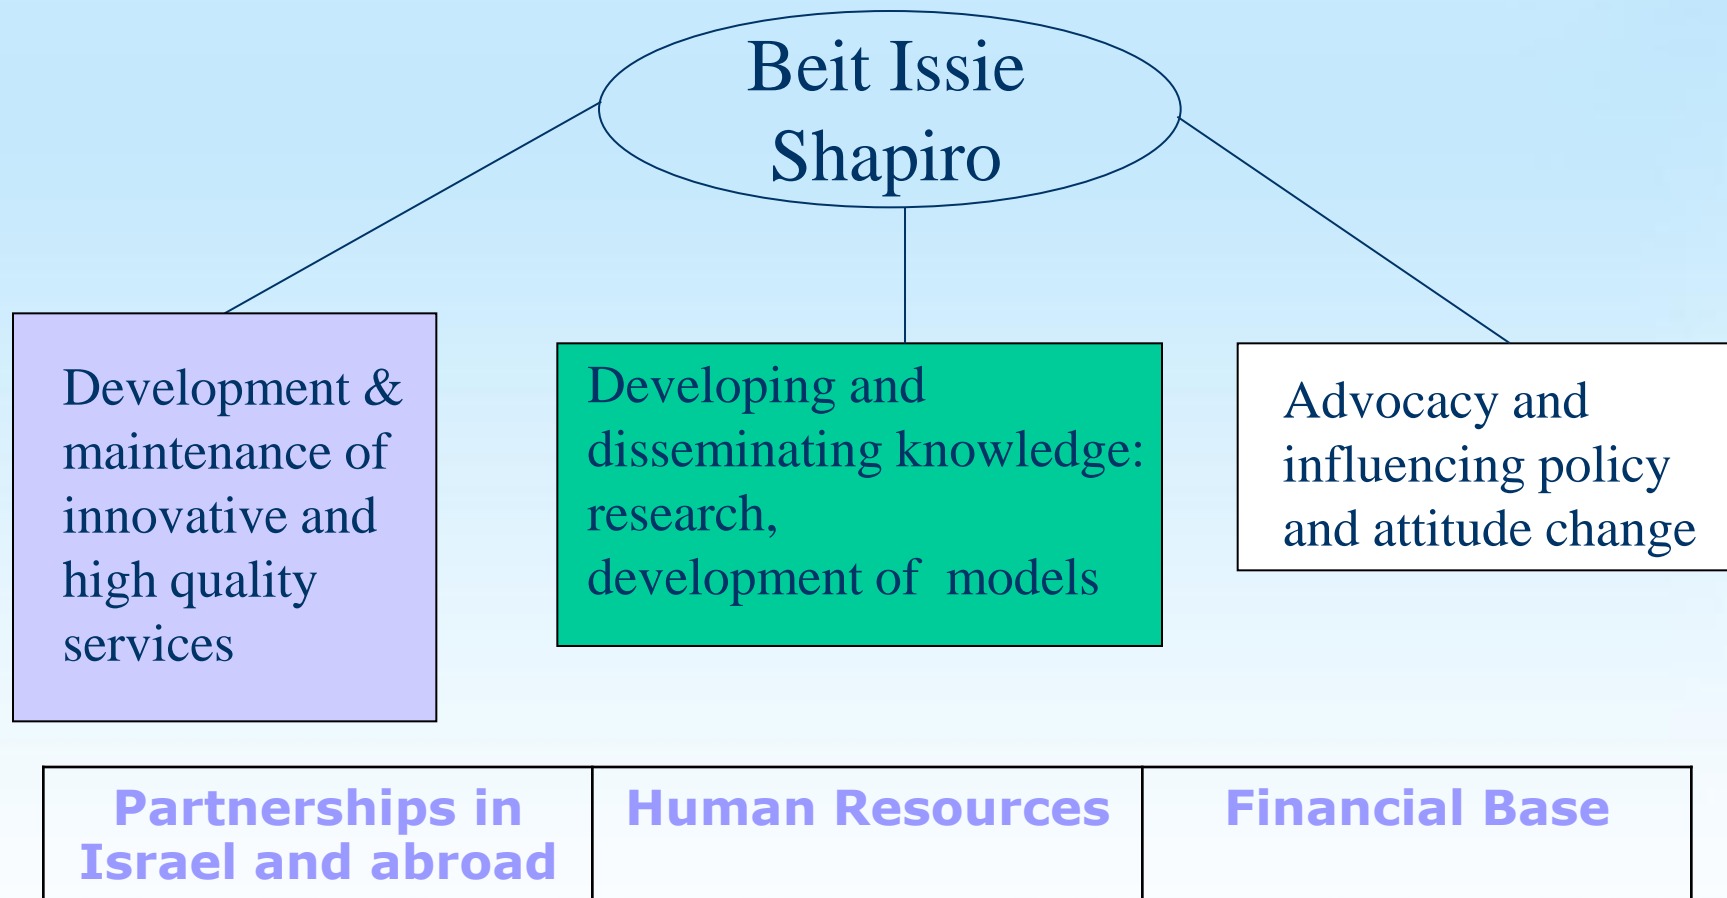 Beit Issie
Shapiro
Development &
maintenance of
innovative and
high quality
services
Developing and
disseminating knowledge:
research,
development of  models
Advocacy and
influencing policy
and attitude change
Partnerships in
Israel and abroad
Human Resources
Financial Base